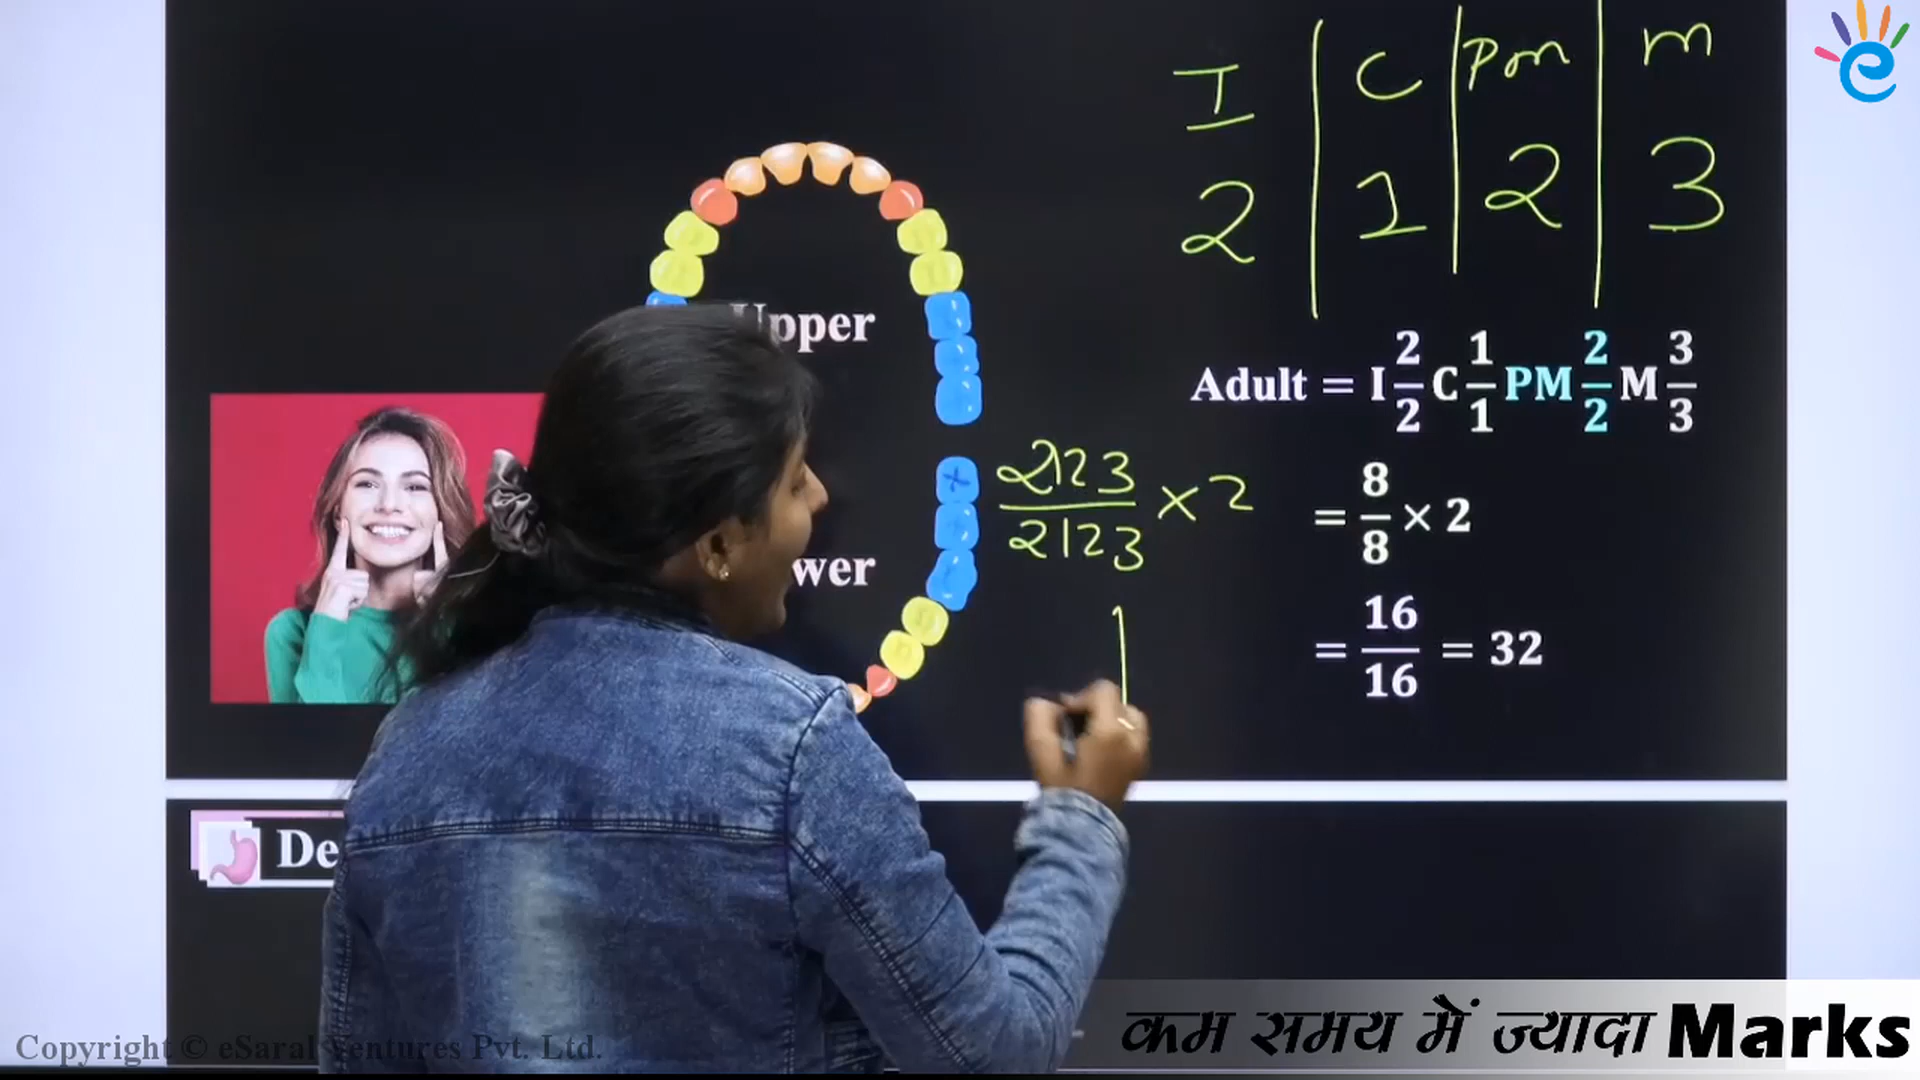 I | C | Pm | m
2 | 1 | 2 | 3
Upper
Adult = I 2/2 C 1/1 PM 2/2 M 3/3
2123/2123 × 2
= 8/8 × 2
wer
= 16/16 = 32
De
Copyright © eSaral Ventures Pvt. Ltd.
कम समय में ज्यादा Marks